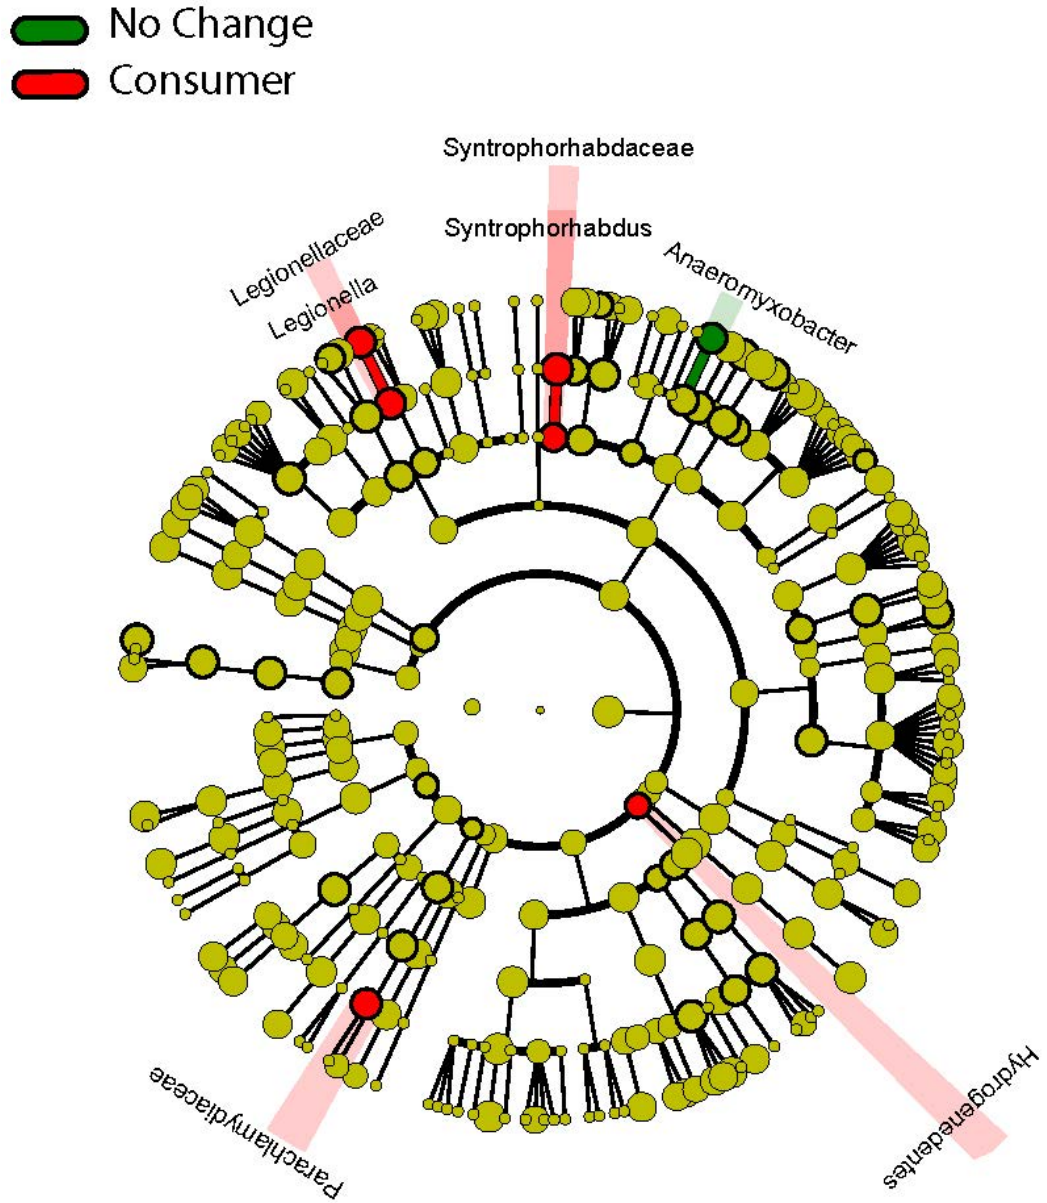 No Change
Consumer
Syntrophorhabdaceae
Syntrophorhabdus
Legionellaceae
Legionella
Anaeromyxobacter
Parachlamydiaceae
Hydrogenedentes